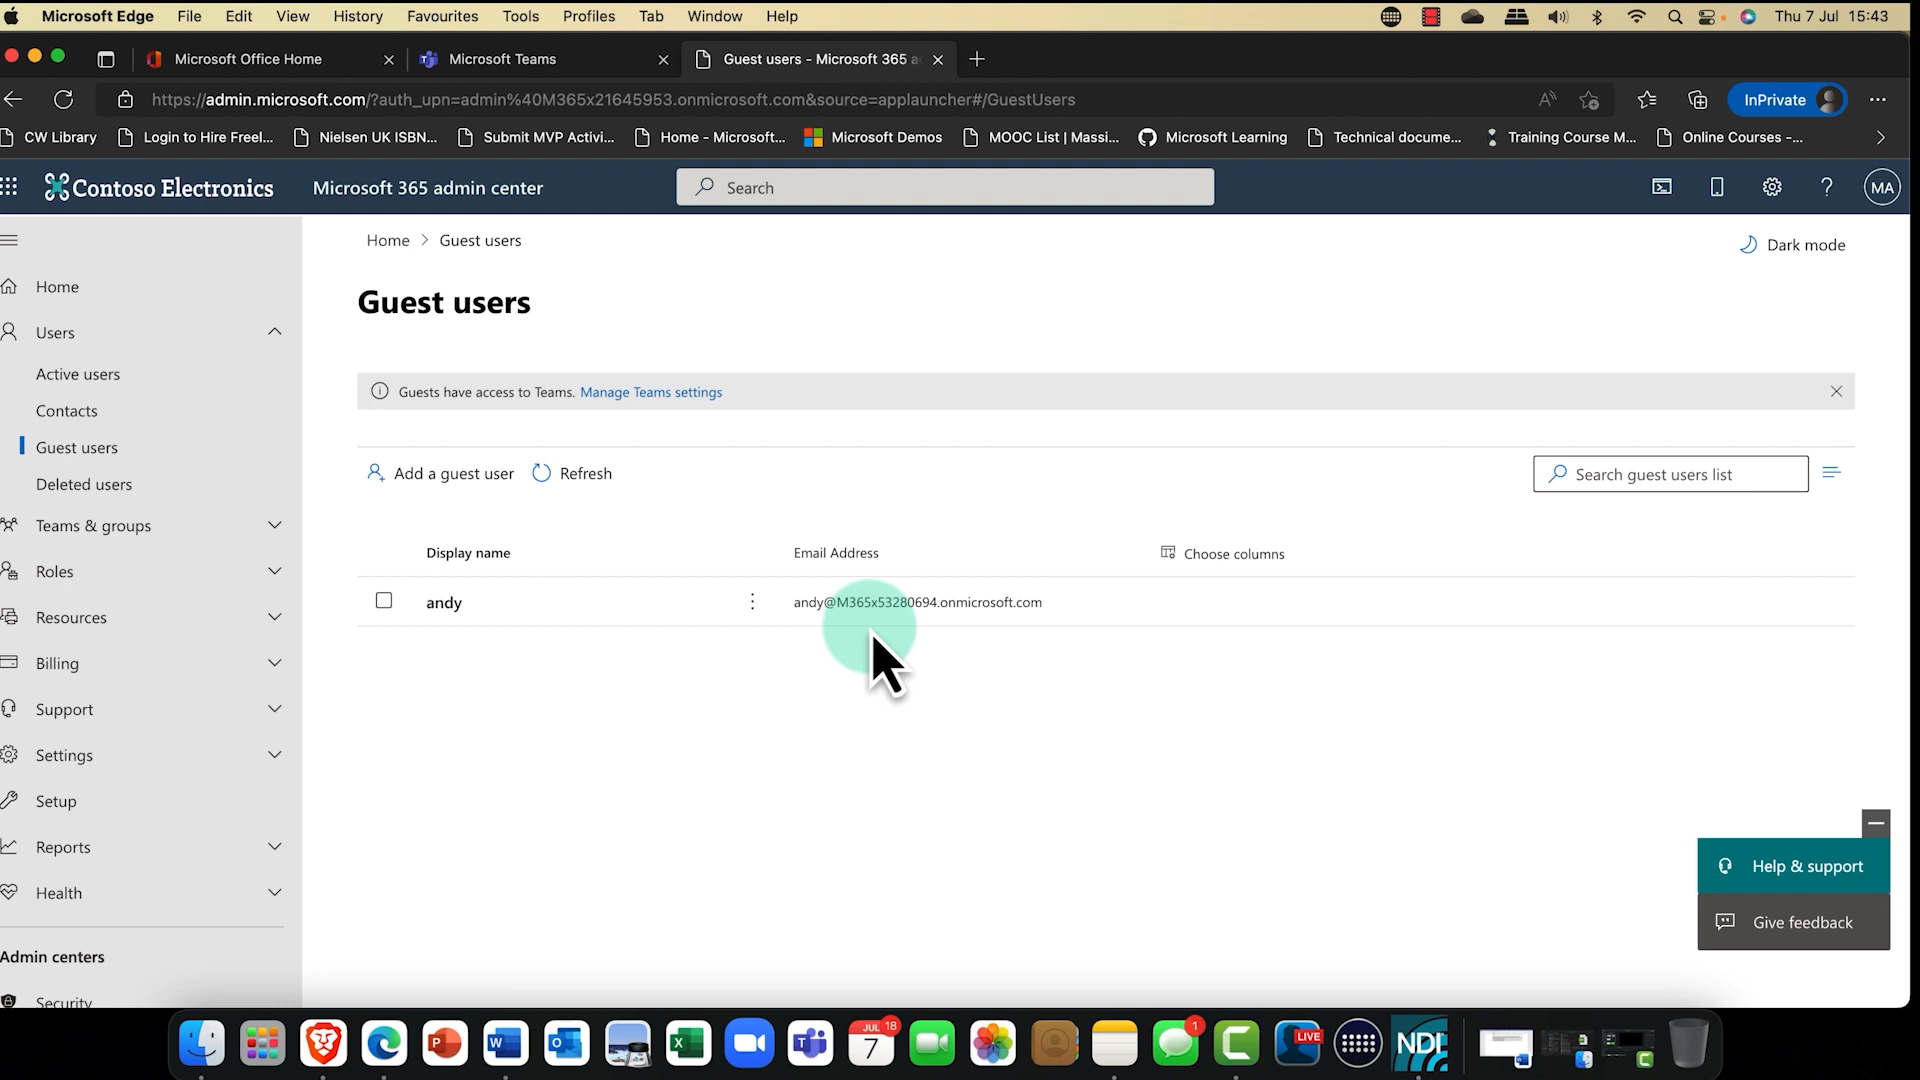 Microsoft Edge File Edit View History Favourites Tools Profiles Tab Window Help Thu 7 Jul 15:43
Microsoft Office Home Microsoft Teams Guest users - Microsoft 365 a
https://admin.microsoft.com/?auth_upn=admin%40M365x21645953.onmicrosoft.com&source=applauncher#/GuestUsers InPrivate
CW Library Login to Hire Freel... Nielsen UK ISBN... Submit MVP Activi... Home - Microsoft... Microsoft Demos MOOC List | Massi... Microsoft Learning Technical docume... Training Course M... Online Courses -...
Contoso Electronics Microsoft 365 admin center Search MA
Home > Guest users
Dark mode
Guest users
Home
Users
Active users
Contacts
Guest users
Deleted users
Teams & groups
Roles
Resources
Billing
Support
Settings
Setup
Reports
Health
Admin centers
Security
Guests have access to Teams. Manage Teams settings
Add a guest user Refresh Search guest users list
Display name Email Address Choose columns
andy andy@M365x53280694.onmicrosoft.com
Help & support
Give feedback
JUL 18
7
1
LIVE
NDI